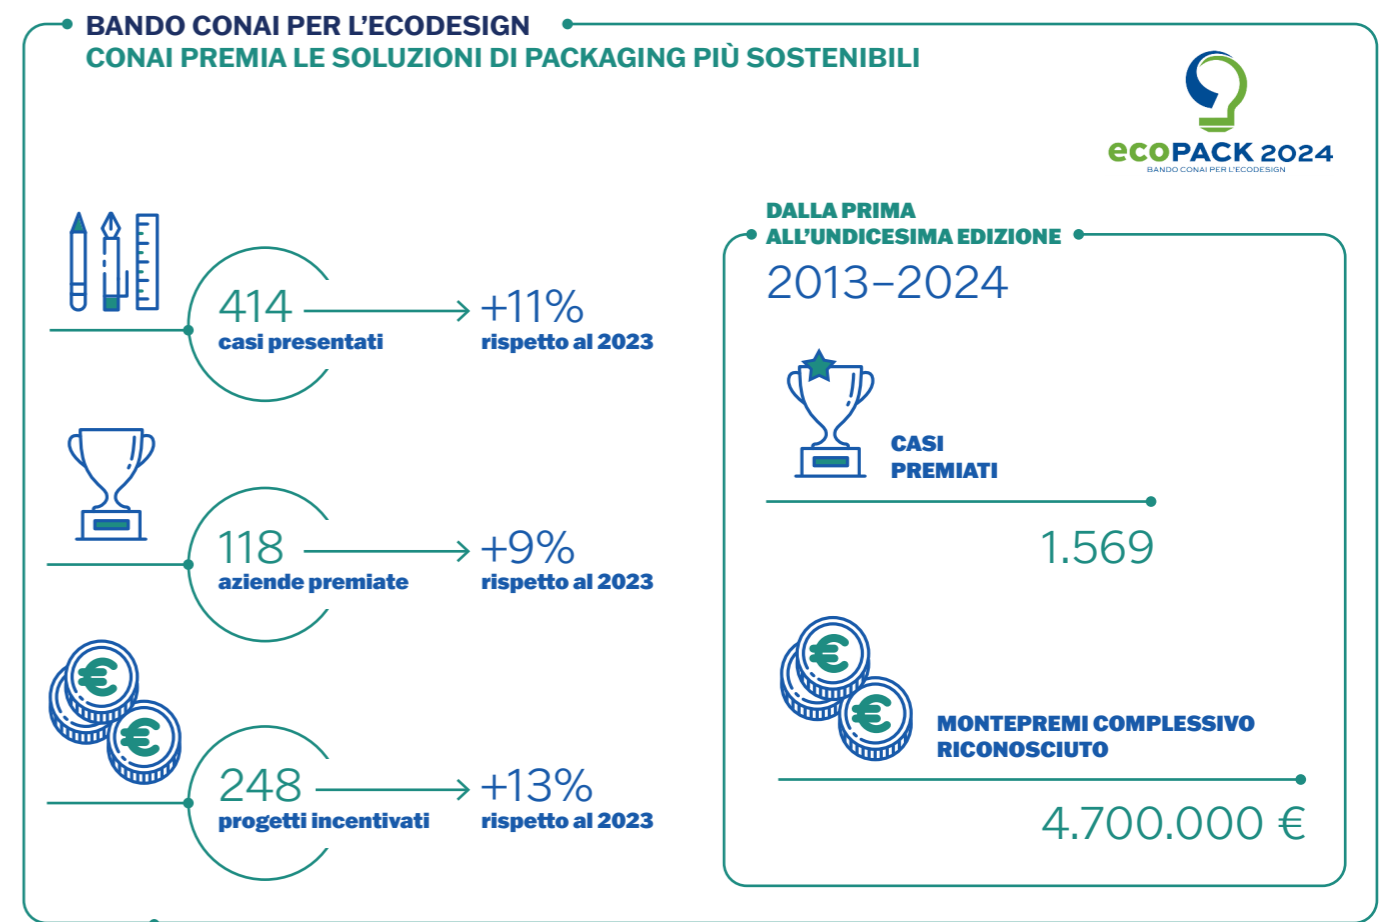 BANDO CONAI PER L'ECODESIGN
CONAI PREMIA LE SOLUZIONI DI PACKAGING PIÙ SOSTENIBILI
ecoPACK 2024
BANDO CONAI PER L'ECODESIGN
414
casi presentati
+11%
rispetto al 2023
118
aziende premiate
+9%
rispetto al 2023
248
progetti incentivati
+13%
rispetto al 2023
DALLA PRIMA
ALL'UNDICESIMA EDIZIONE
2013–2024
CASI
PREMIATI
1.569
MONTEPREMI COMPLESSIVO
RICONOSCIUTO
4.700.000 €